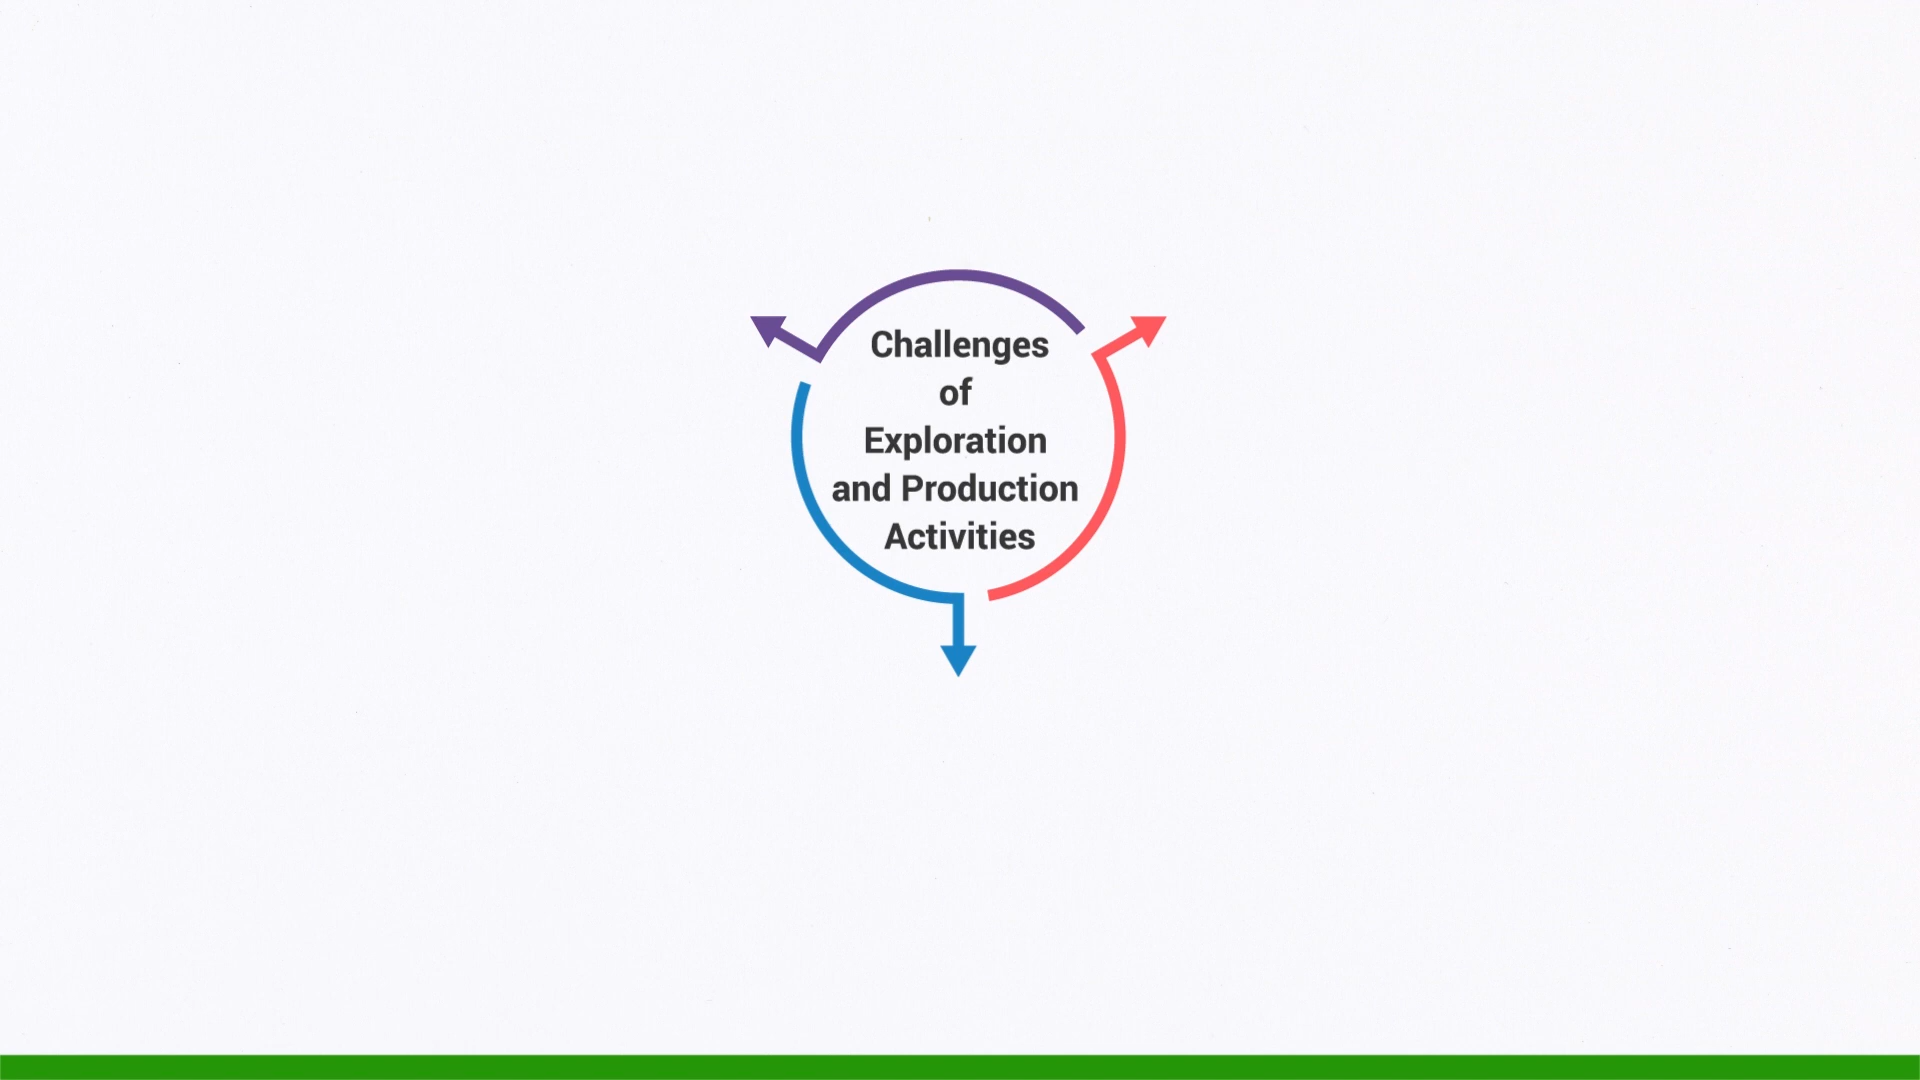 Challenges
of
Exploration
and Production
Activities